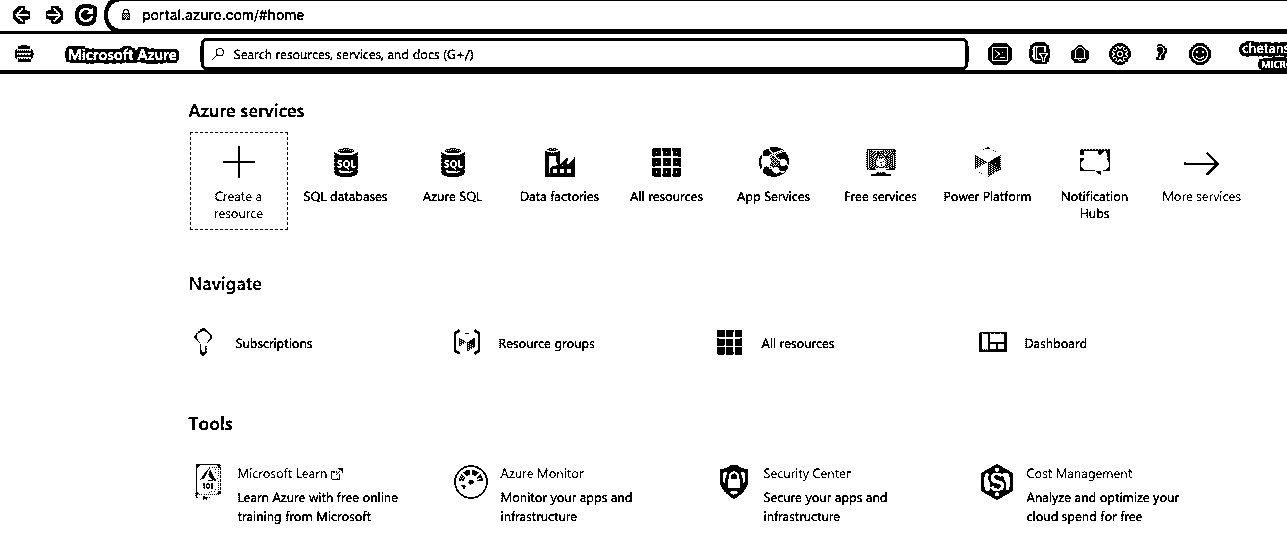 portal.azure.com/#home
Microsoft Azure
Search resources, services, and docs (G+/)
chetans
MICR
Azure services
Create a
resource
SQL databases
Azure SQL
Data factories
All resources
App Services
Free services
Power Platform
Notification
Hubs
More services
SQL
SQL
Navigate
Subscriptions
Resource groups
All resources
Dashboard
Tools
101
Microsoft Learn
Learn Azure with free online
training from Microsoft
Azure Monitor
Monitor your apps and
infrastructure
Security Center
Secure your apps and
infrastructure
Cost Management
Analyze and optimize your
cloud spend for free